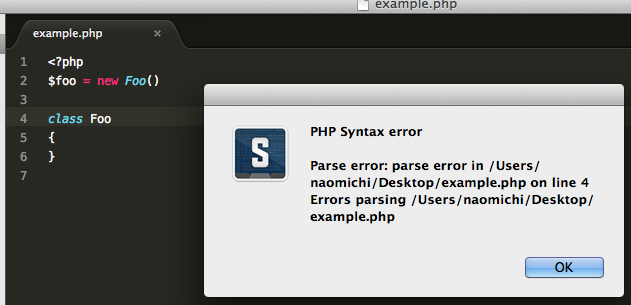 example.php
example.php ×
1 <?php
2 $foo = new Foo()
3
4 class Foo
5 {
6 }
7
S
PHP Syntax error
Parse error: parse error in /Users/
naomichi/Desktop/example.php on line 4
Errors parsing /Users/naomichi/Desktop/
example.php
OK